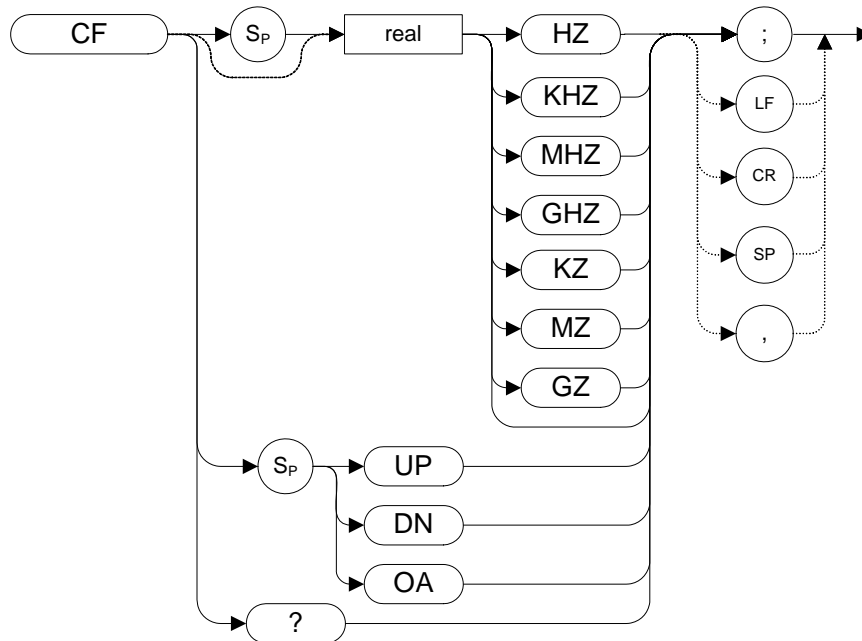 CF SP real HZ ;
KHZ LF
MHZ CR
GHZ
KZ SP
MZ ,
GZ
SP UP
DN
OA
?